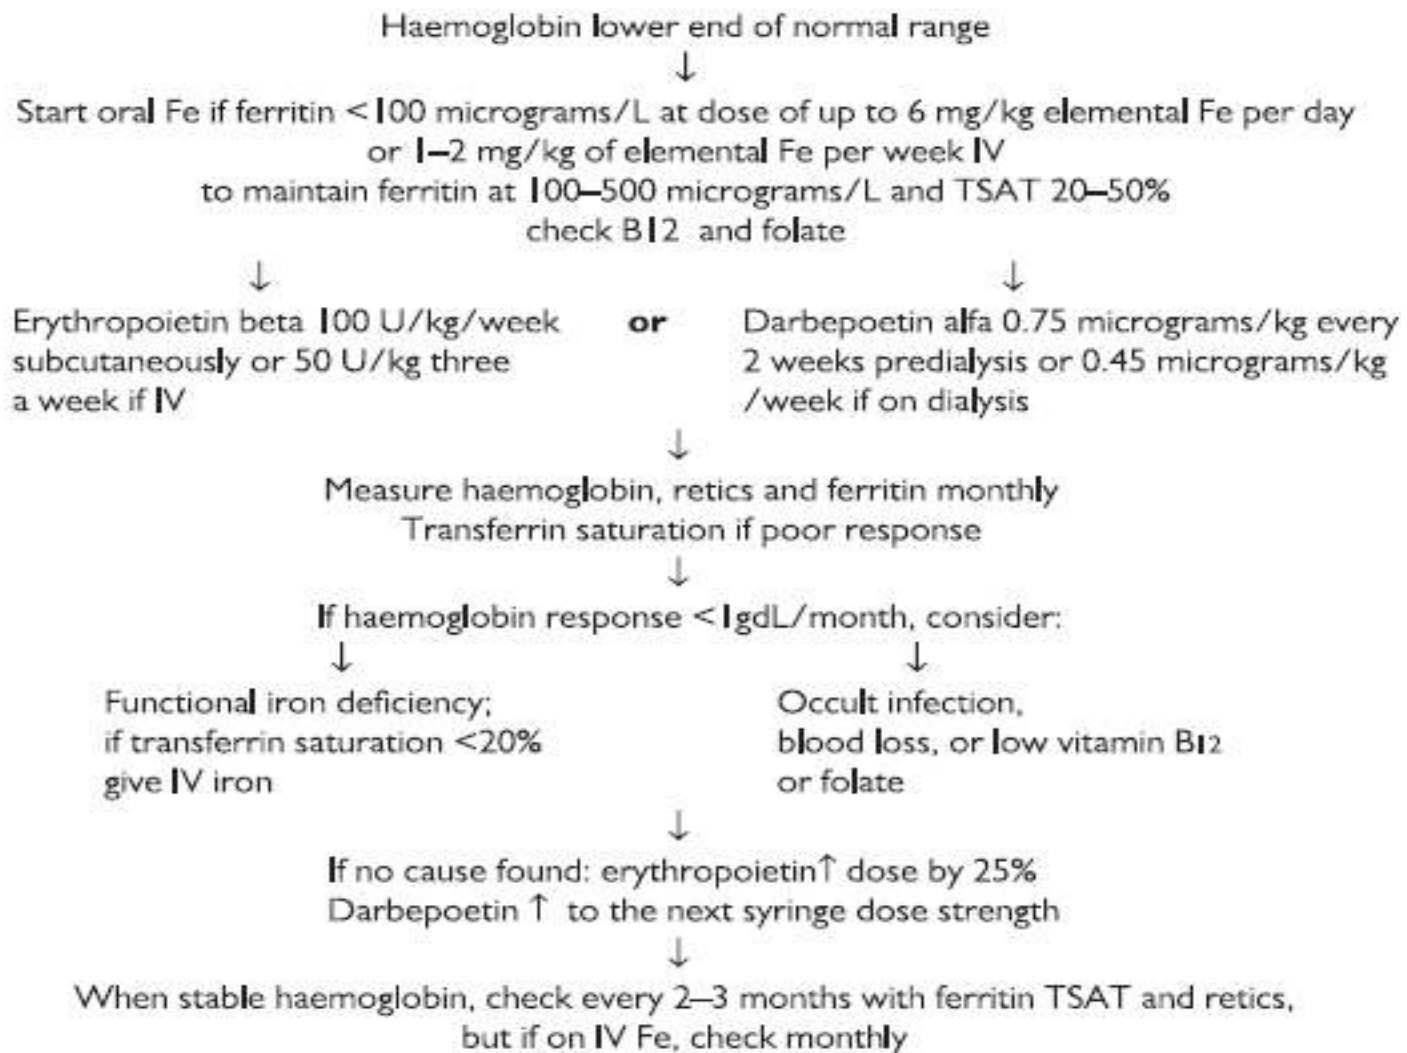 Haemoglobin lower end of normal range
↓
Start oral Fe if ferritin <100 micrograms/L at dose of up to 6 mg/kg elemental Fe per day
or 1–2 mg/kg of elemental Fe per week IV
to maintain ferritin at 100–500 micrograms/L and TSAT 20–50%
check B12 and folate
↓ ↓
Erythropoietin beta 100 U/kg/week
subcutaneously or 50 U/kg three
a week if IV
or
Darbepoetin alfa 0.75 micrograms/kg every
2 weeks predialysis or 0.45 micrograms/kg
/week if on dialysis
↓
Measure haemoglobin, retics and ferritin monthly
Transferrin saturation if poor response
↓
If haemoglobin response <1gdL/month, consider:
↓ ↓
Functional iron deficiency;
if transferrin saturation <20%
give IV iron
Occult infection,
blood loss, or low vitamin B12
or folate
↓
If no cause found: erythropoietin↑ dose by 25%
Darbepoetin ↑ to the next syringe dose strength
↓
When stable haemoglobin, check every 2–3 months with ferritin TSAT and retics,
but if on IV Fe, check monthly